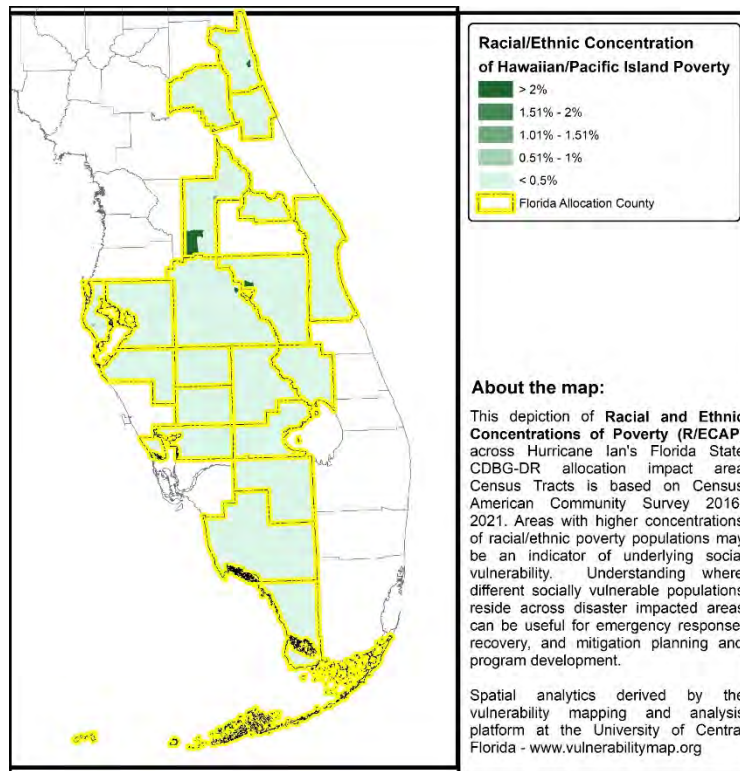 Racial/Ethnic Concentration
of Hawaiian/Pacific Island Poverty
> 2%
1.51% - 2%
1.01% - 1.51%
0.51% - 1%
< 0.5%
Florida Allocation County
About the map:
This depiction of Racial and Ethnic
Concentrations of Poverty (R/ECAP
across Hurricane Ian's Florida State
CDBG-DR allocation impact area
Census Tracts is based on Census
American Community Survey 2016
2021. Areas with higher concentrations
of racial/ethnic poverty populations may
be an indicator of underlying social
vulnerability. Understanding where
different socially vulnerable populations
reside across disaster impacted areas
can be useful for emergency response
recovery, and mitigation planning and
program development.
Spatial analytics derived by the
vulnerability mapping and analysis
platform at the University of Centra
Florida - www.vulnerabilitymap.org